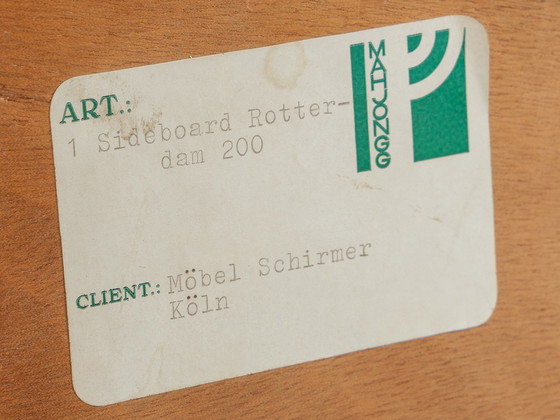 ART.:
1 Sideboard Rotter-
dam 200
MAHJONGG
CLIENT.: Möbel Schirmer
Köln